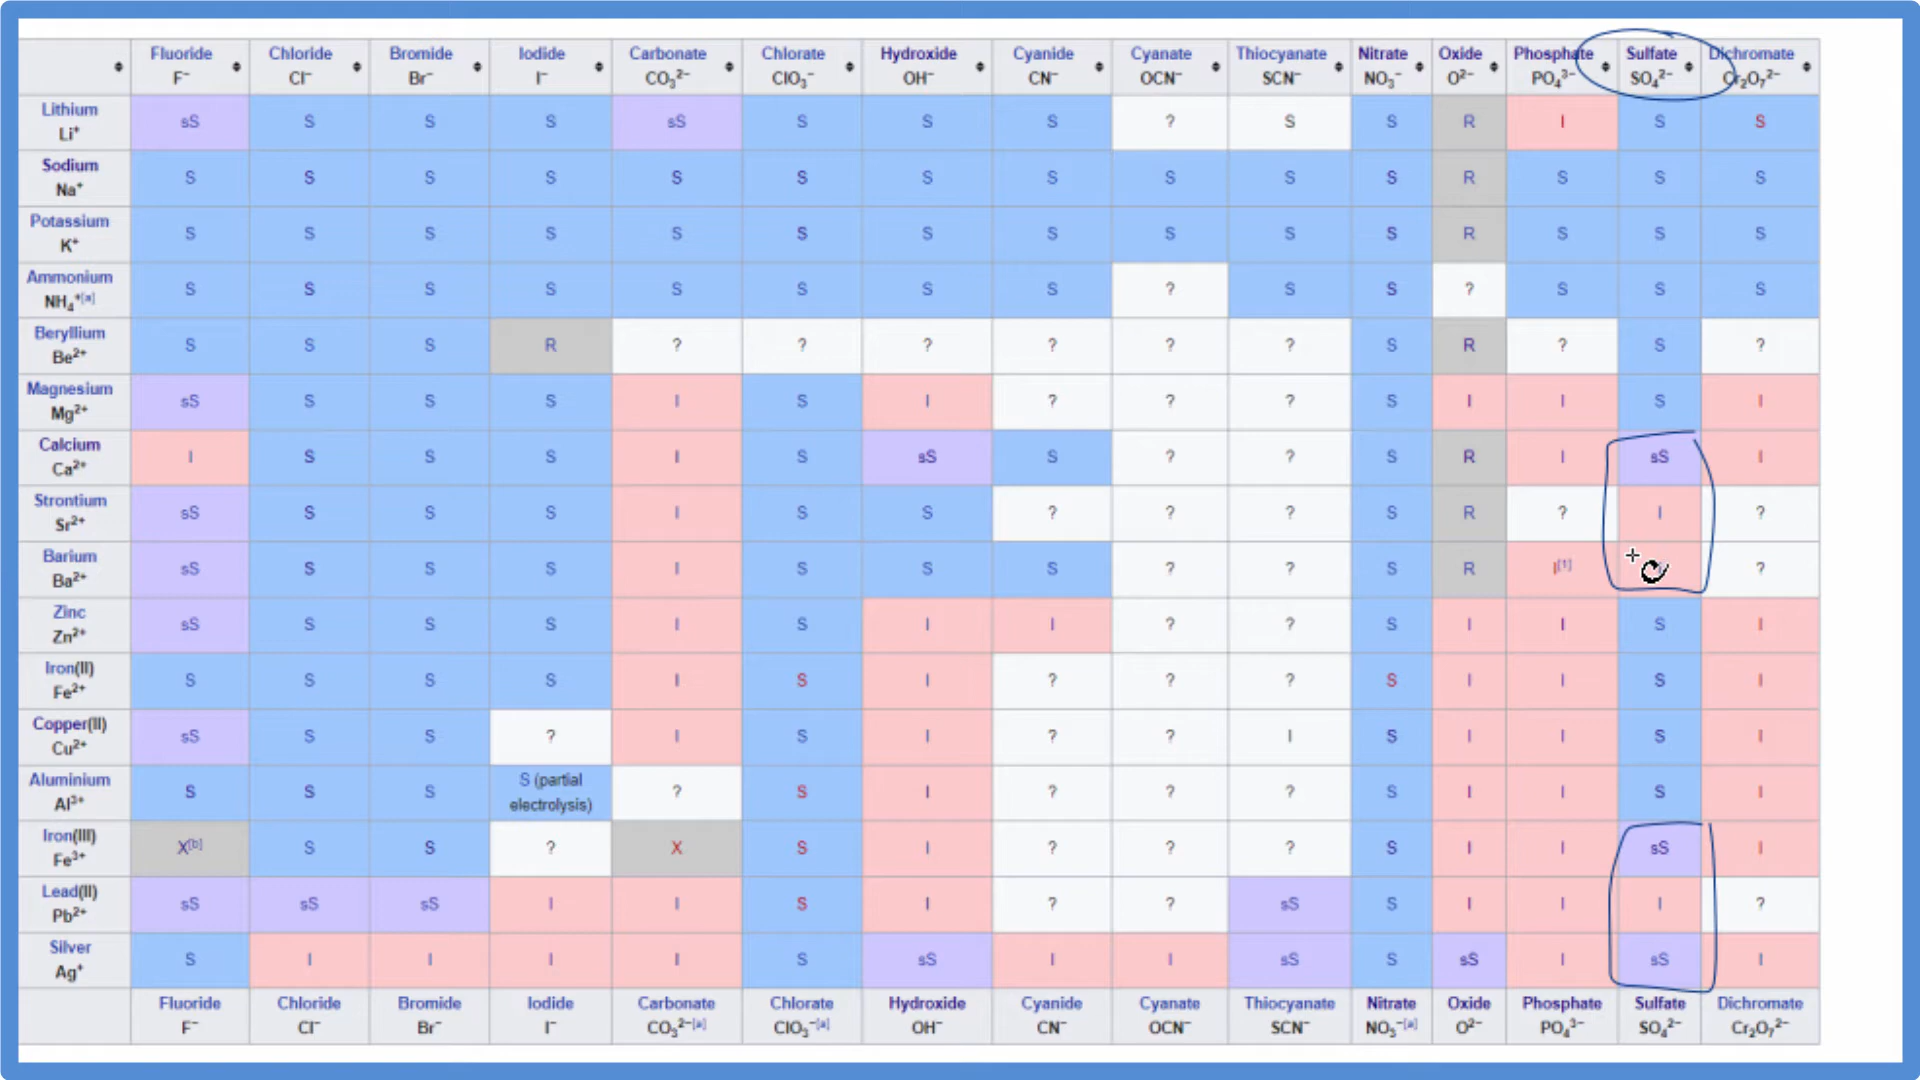 Fluoride Chloride Bromide Iodide Carbonate Chlorate Hydroxide Cyanide Cyanate Thiocyanate Nitrate Oxide Phosphate Sulfate Dichromate
F⁻ Cl⁻ Br⁻ I⁻ CO₃²⁻ ClO₃⁻ OH⁻ CN⁻ OCN⁻ SCN⁻ NO₃⁻ O²⁻ PO₄³⁻ SO₄²⁻ Cr₂O₇²⁻
Lithium
Li⁺ sS S S S sS S S S ? S S R I S S
Sodium
Na⁺ S S S S S S S S S S S R S S S
Potassium
K⁺ S S S S S S S S S S S R S S S
Ammonium
NH₄⁺[a] S S S S S S S S ? S S ? S S S
Beryllium
Be²⁺ S S S R ? ? ? ? ? ? S R ? S ?
Magnesium
Mg²⁺ sS S S S I S I ? ? ? S I I S I
Calcium
Ca²⁺ I S S S I S sS S ? ? S R I sS I
Strontium
Sr²⁺ sS S S S I S S ? ? ? S R ? I ?
Barium
Ba²⁺ sS S S S I S S S ? ? S R I[1] ?
Zinc
Zn²⁺ sS S S S I S I I ? ? S I I S I
Iron(II)
Fe²⁺ S S S S I S I ? ? ? S I I S I
Copper(II)
Cu²⁺ sS S S ? I S I ? ? I S I I S I
Aluminium
Al³⁺ S S S S (partial electrolysis) ? S I ? ? ? S I I S I
Iron(III)
Fe³⁺ X[b] S S ? X S I ? ? ? S I I sS I
Lead(II)
Pb²⁺ sS sS sS I I S I ? ? sS S I I I ?
Silver
Ag⁺ S I I I I S sS I I sS S sS I sS I
Fluoride Chloride Bromide Iodide Carbonate Chlorate Hydroxide Cyanide Cyanate Thiocyanate Nitrate Oxide Phosphate Sulfate Dichromate
F⁻ Cl⁻ Br⁻ I⁻ CO₃²⁻[a] ClO₃⁻[a] OH⁻ CN⁻ OCN⁻ SCN⁻ NO₃⁻[a] O²⁻ PO₄³⁻ SO₄²⁻ Cr₂O₇²⁻